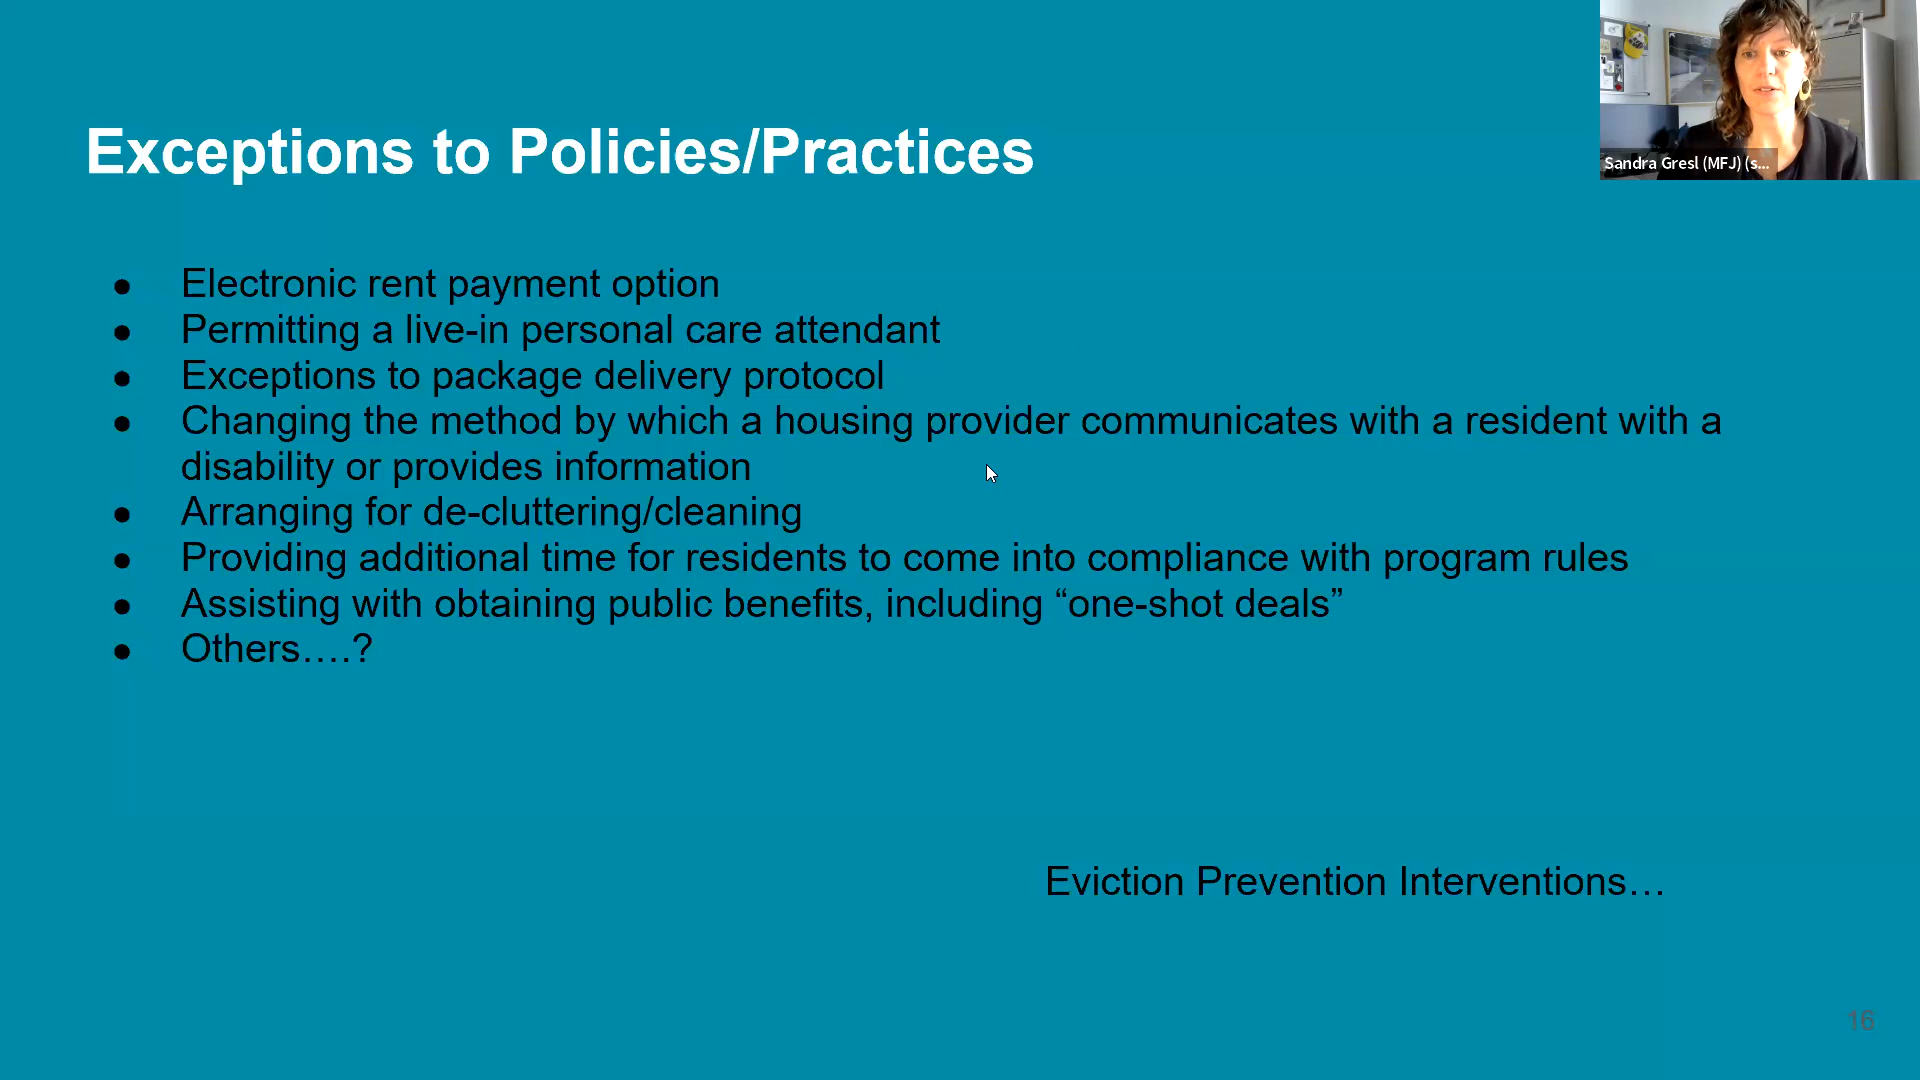 Exceptions to Policies/Practices
Sandra Gresl (MFJ) (s...
● Electronic rent payment option
● Permitting a live-in personal care attendant
● Exceptions to package delivery protocol
● Changing the method by which a housing provider communicates with a resident with a
disability or provides information
● Arranging for de-cluttering/cleaning
● Providing additional time for residents to come into compliance with program rules
● Assisting with obtaining public benefits, including “one-shot deals”
● Others….?
Eviction Prevention Interventions…
16